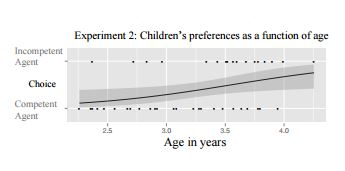 Experiment 2: Children's preferences as a function of age
Incompetent
Agent
Choice
Competent
Agent
2.5 3.0 3.5 4.0
Age in years